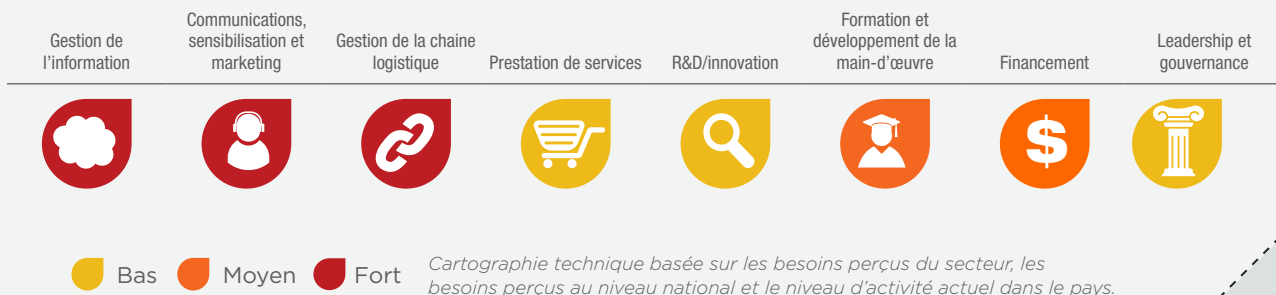 Gestion de
l'information
Communications,
sensibilisation et
marketing
Gestion de la chaine
logistique
Prestation de services
R&D/innovation
Formation et
développement de la
main-d'œuvre
Financement
Leadership et
gouvernance
$
Bas
Moyen
Fort
Cartographie technique basée sur les besoins perçus du secteur, les
besoins perçus au niveau national et le niveau d'activité actuel dans le pays.